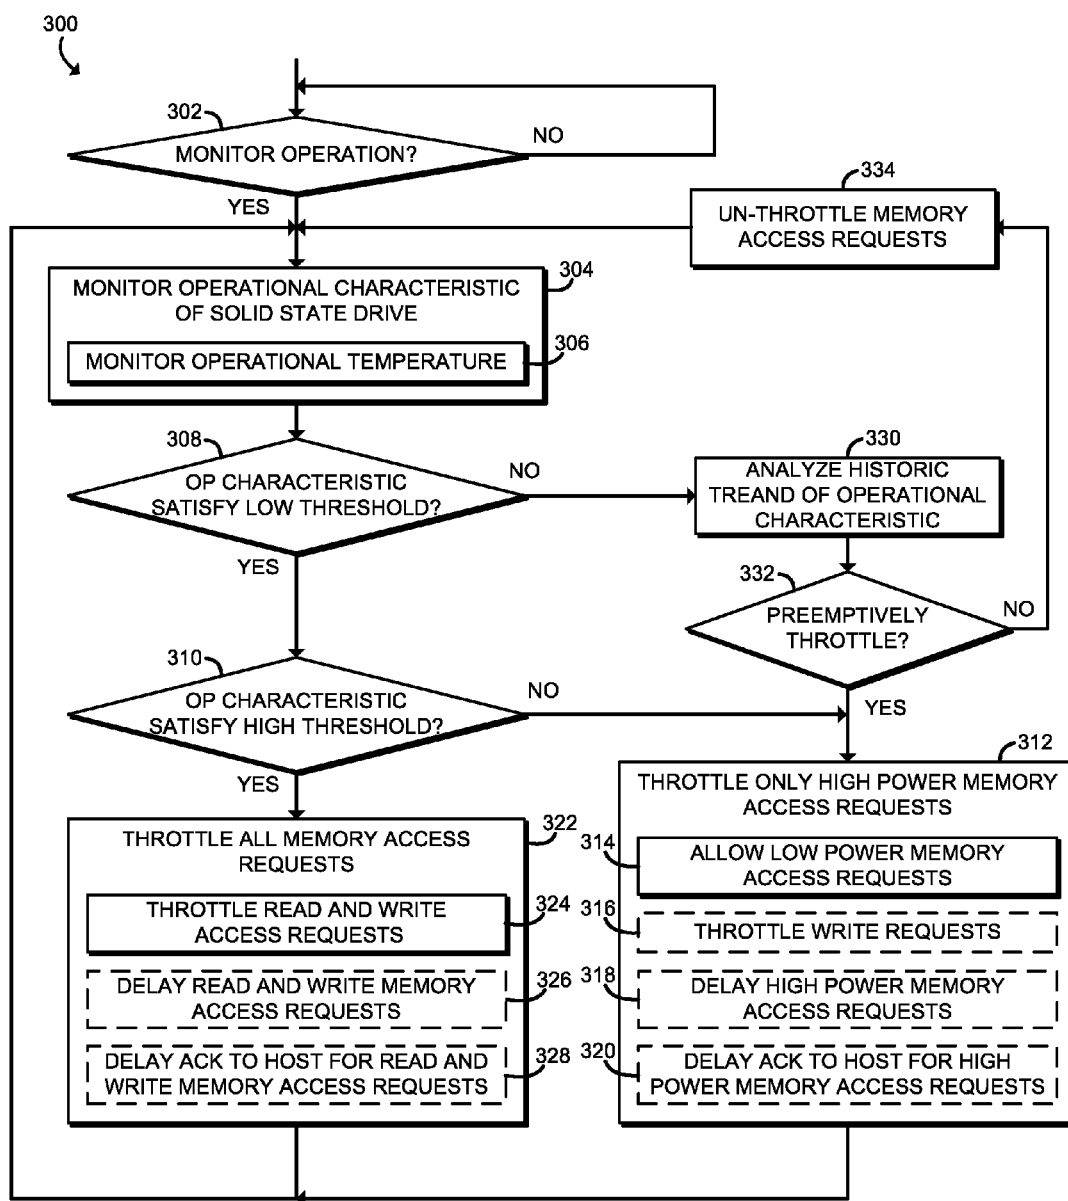 300
302
MONITOR OPERATION?
NO
YES
334
UN-THROTTLE MEMORY
ACCESS REQUESTS
304
MONITOR OPERATIONAL CHARACTERISTIC
OF SOLID STATE DRIVE
306
MONITOR OPERATIONAL TEMPERATURE
308
OP CHARACTERISTIC
SATISFY LOW THRESHOLD?
NO
YES
330
ANALYZE HISTORIC
TREAND OF OPERATIONAL
CHARACTERISTIC
332
PREEMPTIVELY
THROTTLE?
NO
YES
310
OP CHARACTERISTIC
SATISFY HIGH THRESHOLD?
NO
YES
312
THROTTLE ONLY HIGH POWER MEMORY
ACCESS REQUESTS
314
ALLOW LOW POWER MEMORY
ACCESS REQUESTS
316
THROTTLE WRITE REQUESTS
318
DELAY HIGH POWER MEMORY
ACCESS REQUESTS
320
DELAY ACK TO HOST FOR HIGH
POWER MEMORY ACCESS REQUESTS
322
THROTTLE ALL MEMORY ACCESS
REQUESTS
324
THROTTLE READ AND WRITE
ACCESS REQUESTS
326
DELAY READ AND WRITE MEMORY
ACCESS REQUESTS
328
DELAY ACK TO HOST FOR READ AND
WRITE MEMORY ACCESS REQUESTS